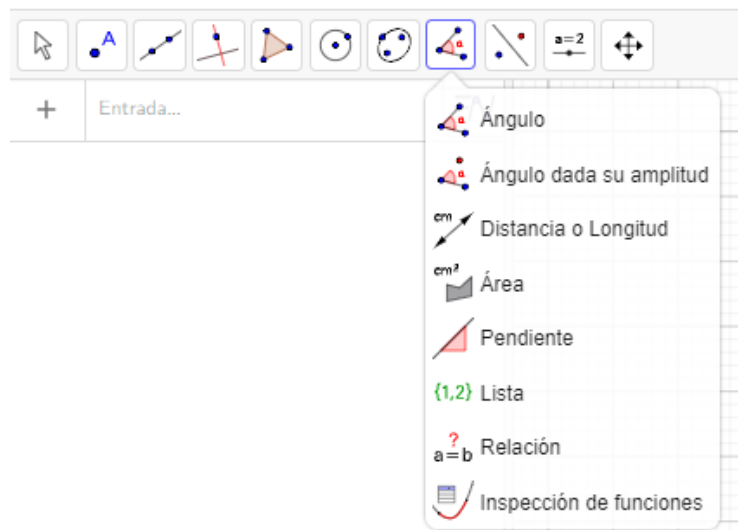 A
α
a=2
Entrada...
α Ángulo
α Ángulo dada su amplitud
cm Distancia o Longitud
cm² Área
Pendiente
{1,2} Lista
?
a=b Relación
Inspección de funciones